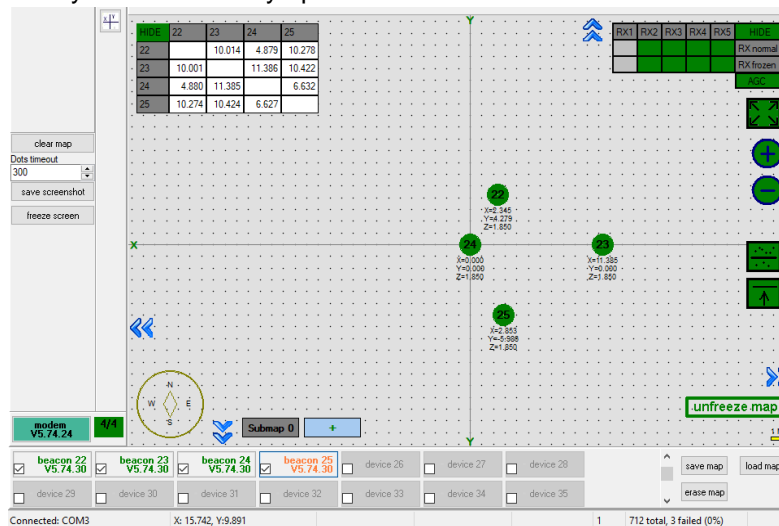 Y
HIDE 22 23 24 25
22 10.014 4.879 10.278
23 10.001 11.386 10.422
24 4.880 11.385 6.632
25 10.274 10.424 6.627
RX1 RX2 RX3 RX4 RX5 HIDE
RX normal
RX frozen
AGC
clear map
Dots timeout
300
save screenshot
freeze screen
22
X=2.345
Y=4.279
Z=1.850
X
24
X=0.000
Y=0.000
Z=1.850
23
X=11.385
Y=0.000
Z=1.850
25
X=2.853
Y=-5.988
Z=1.850
N
W E
S
modem
V5.74.24
4/4
Submap 0
+
Y
unfreeze map
beacon 22
V5.74.30
beacon 23
V5.74.30
beacon 24
V5.74.30
beacon 25
V5.74.30
device 26
device 27
device 28
device 29
device 30
device 31
device 32
device 33
device 34
device 35
save map
load map
erase map
Connected: COM3 X: 15.742, Y:9.891 1 712 total, 3 failed (0%)